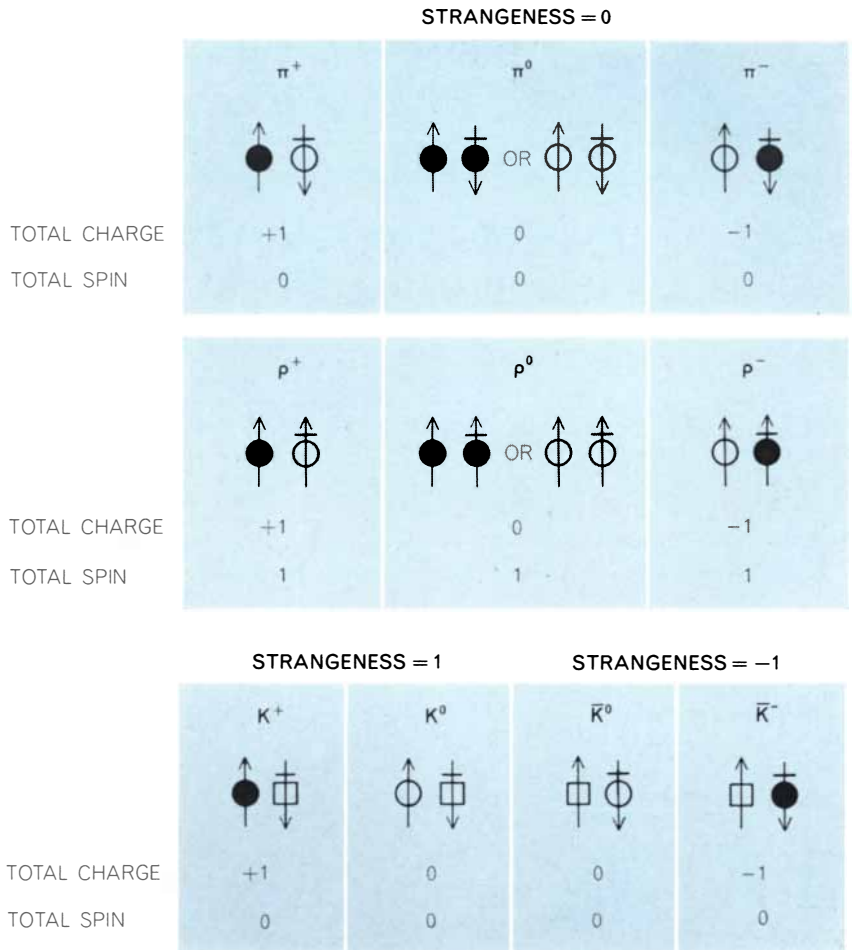 STRANGENESS = 0
π⁺ π⁰ π⁻
OR
TOTAL CHARGE +1 0 −1
TOTAL SPIN 0 0 0
ρ⁺ ρ⁰ ρ⁻
OR
TOTAL CHARGE +1 0 −1
TOTAL SPIN 1 1 1
STRANGENESS = 1 STRANGENESS = −1
K⁺ K⁰ K̅⁰ K̅⁻
TOTAL CHARGE +1 0 0 −1
TOTAL SPIN 0 0 0 0